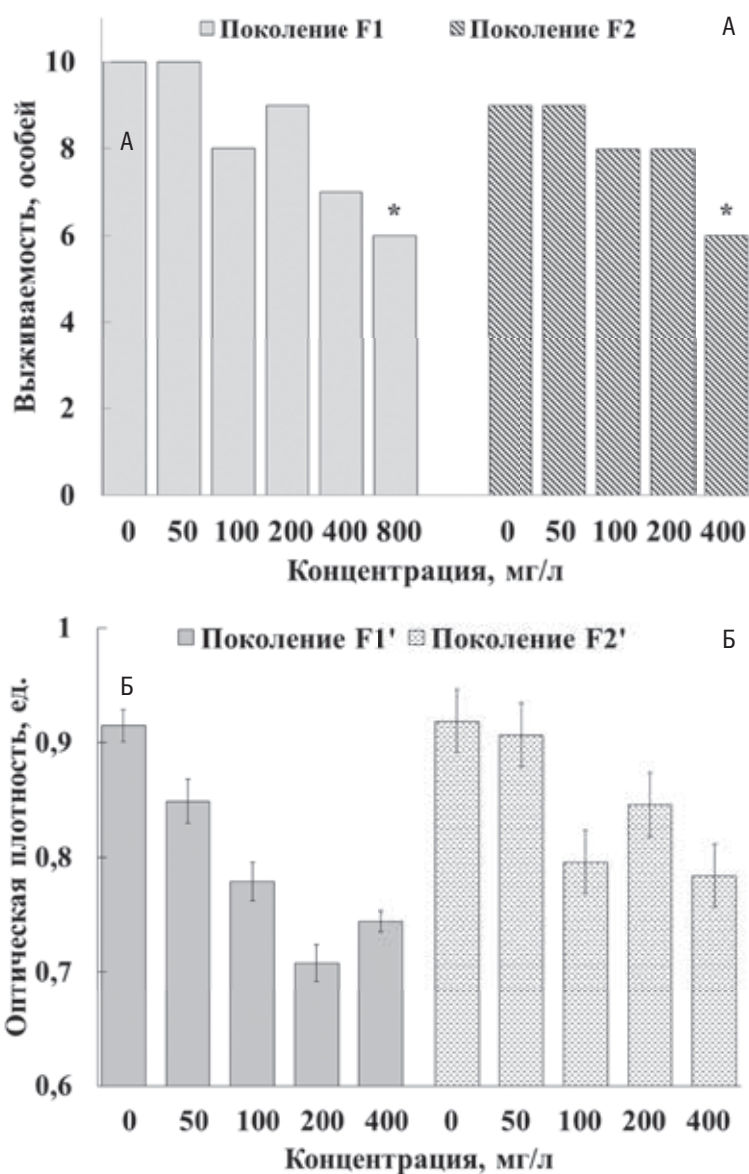 Поколение F1 Поколение F2 А
Выживаемость, особей
10
8
6
4
2
0
А
*
*
0 50 100 200 400 800 0 50 100 200 400
Концентрация, мг/л
Поколение F1' Поколение F2' Б
Оптическая плотность, ед.
1
0,9
0,8
0,7
0,6
Б
0 50 100 200 400 0 50 100 200 400
Концентрация, мг/л